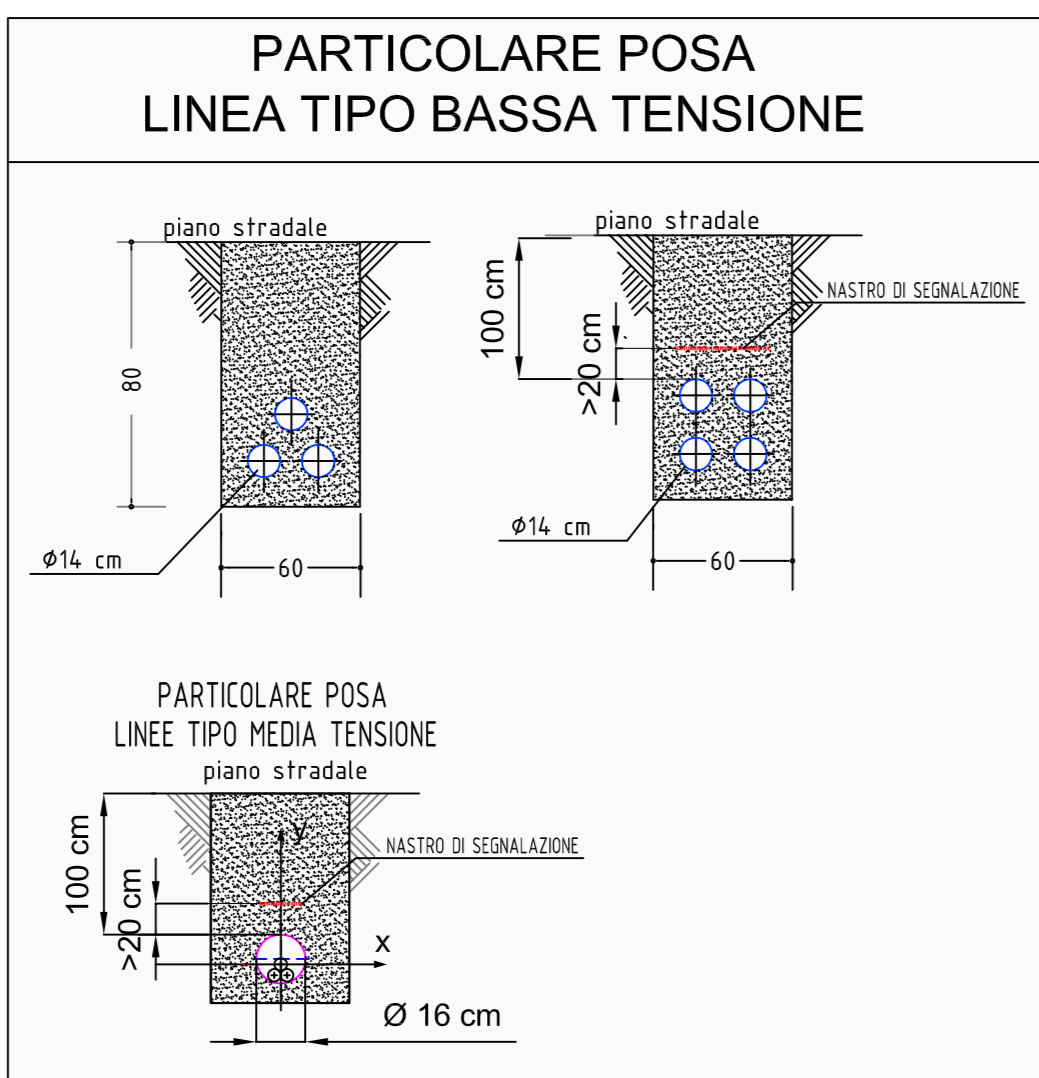 PARTICOLARE POSA
LINEA TIPO BASSA TENSIONE
piano stradale
80
Ø14 cm
60
piano stradale
100 cm
>20 cm
NASTRO DI SEGNALAZIONE
Ø14 cm
60
PARTICOLARE POSA
LINEE TIPO MEDIA TENSIONE
piano stradale
100 cm
>20 cm
y
NASTRO DI SEGNALAZIONE
x
Ø 16 cm